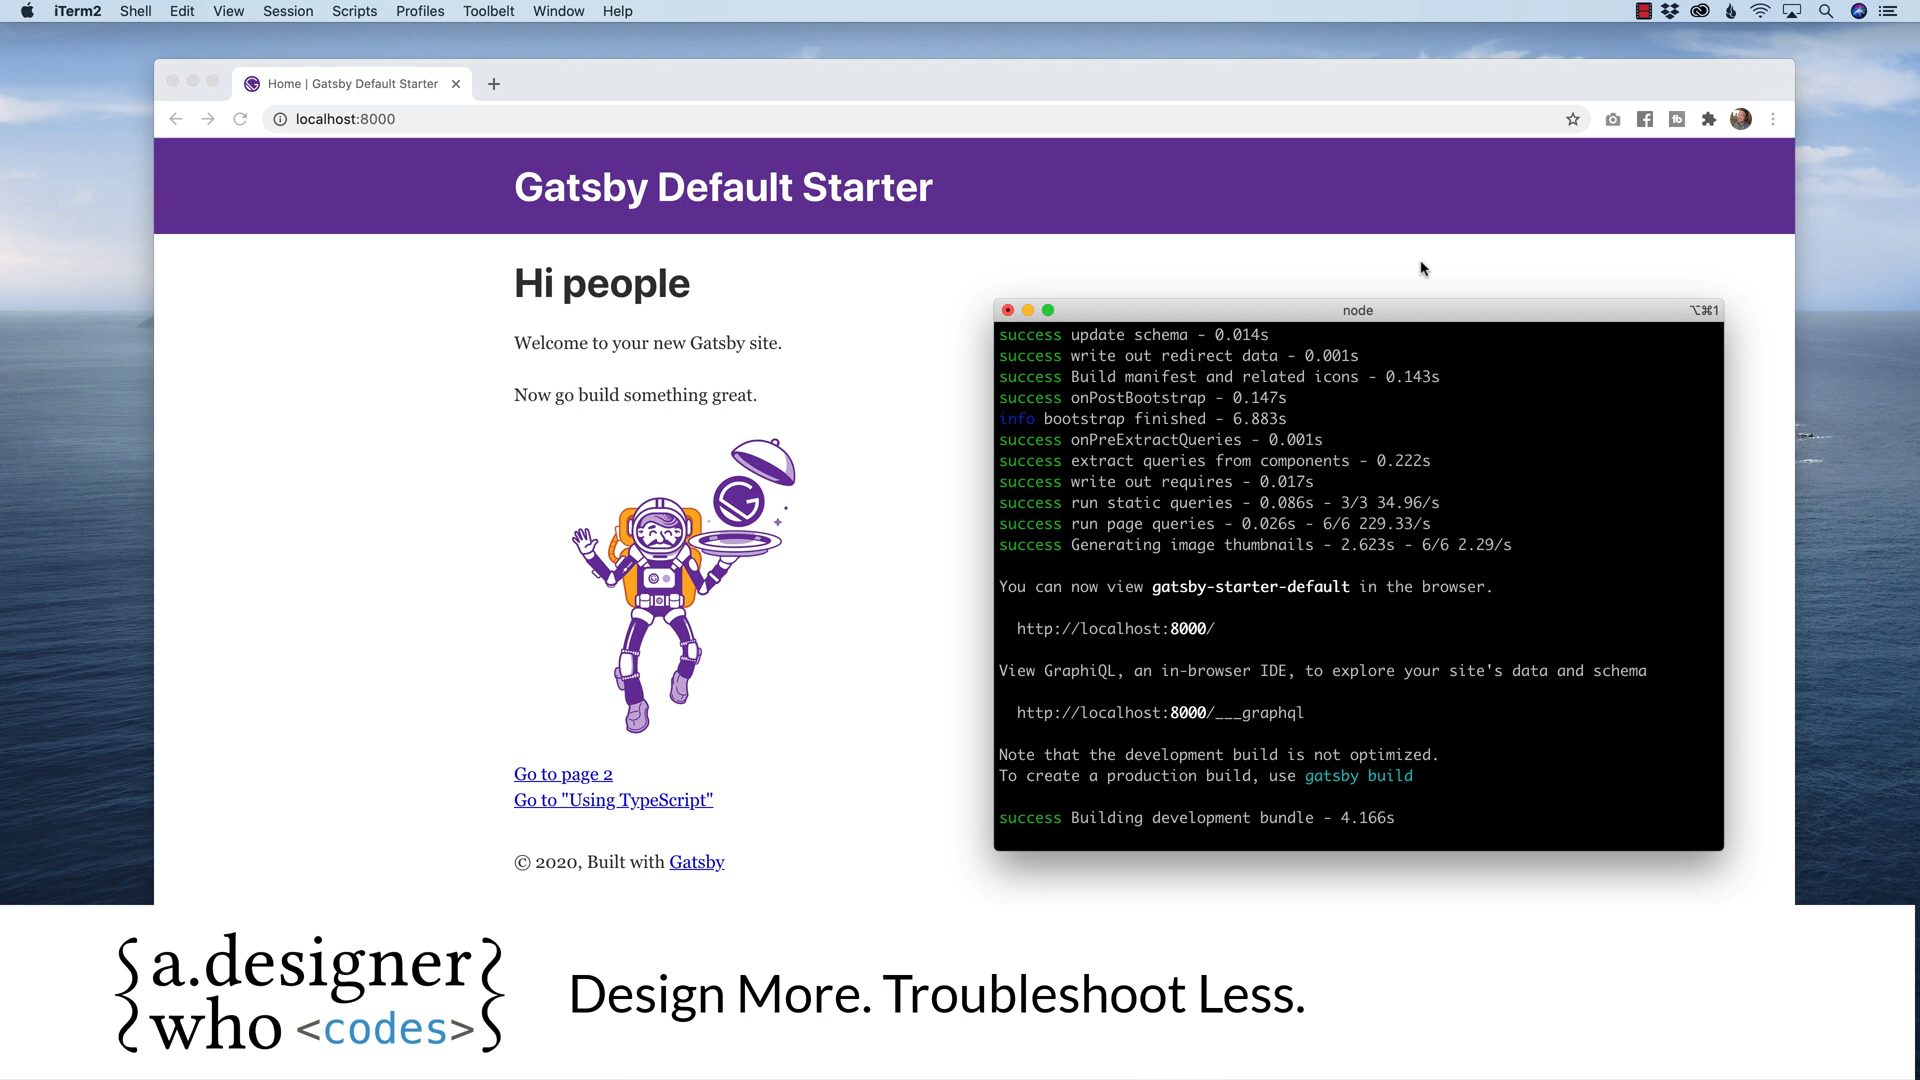 iTerm2 Shell Edit View Session Scripts Profiles Toolbelt Window Help
Home | Gatsby Default Starter
localhost:8000
Gatsby Default Starter
Hi people
Welcome to your new Gatsby site.
Now go build something great.
Go to page 2
Go to "Using TypeScript"
© 2020, Built with Gatsby
node ⌥⌘1
success update schema - 0.014s
success write out redirect data - 0.001s
success Build manifest and related icons - 0.143s
success onPostBootstrap - 0.147s
info bootstrap finished - 6.883s
success onPreExtractQueries - 0.001s
success extract queries from components - 0.222s
success write out requires - 0.017s
success run static queries - 0.086s - 3/3 34.96/s
success run page queries - 0.026s - 6/6 229.33/s
success Generating image thumbnails - 2.623s - 6/6 2.29/s
You can now view gatsby-starter-default in the browser.
http://localhost:8000/
View GraphiQL, an in-browser IDE, to explore your site's data and schema
http://localhost:8000/___graphql
Note that the development build is not optimized.
To create a production build, use gatsby build
success Building development bundle - 4.166s
{a.designer
who <codes>}
Design More. Troubleshoot Less.